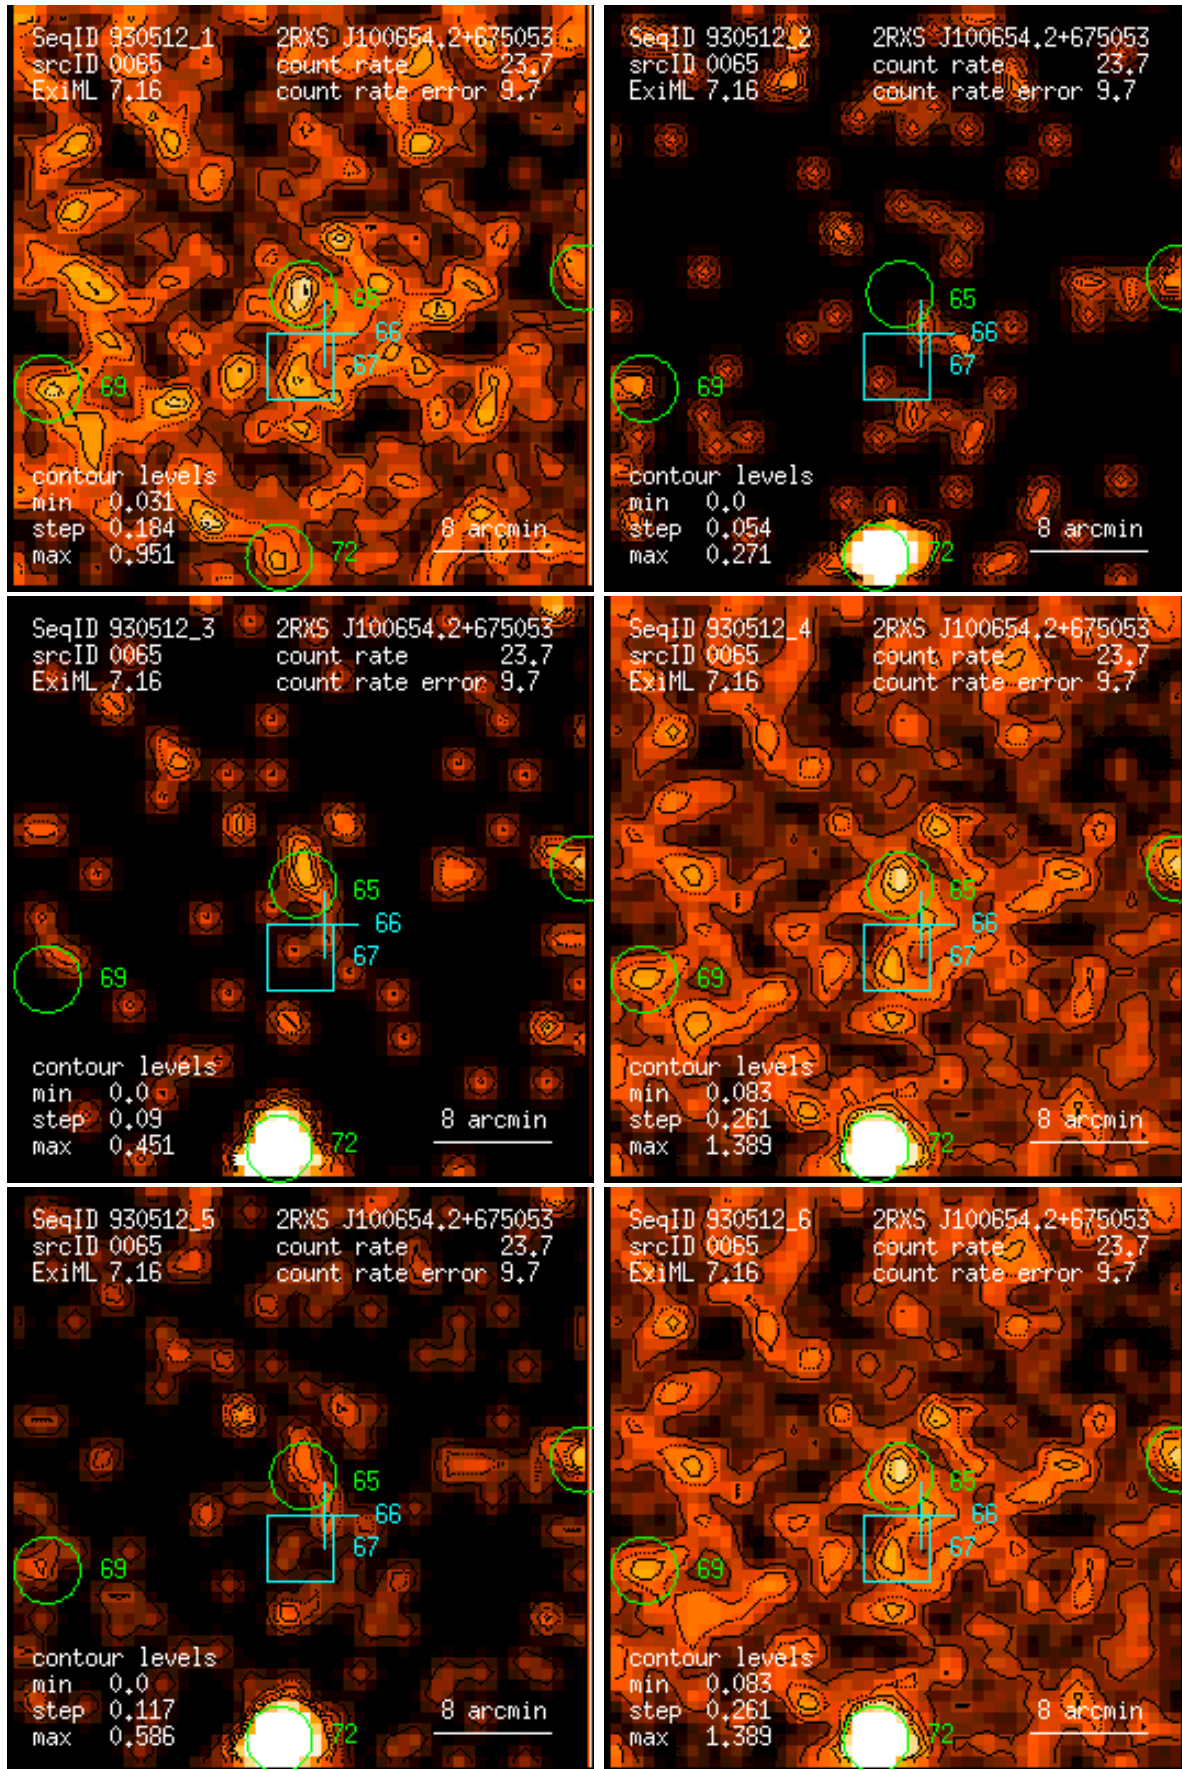 SeqID 930512_1 2RXS J100654.2+675053
srcID 0065 count rate 23.7
ExiML 7.16 count rate error 9.7
65
66
67
69
contour levels
min 0.031
step 0.184 8 arcmin
max 0.951 72
SeqID 930512_2 2RXS J100654.2+675053
srcID 0065 count rate 23.7
ExiML 7.16 count rate error 9.7
65
66
67
69
contour levels
min 0.0
step 0.054 8 arcmin
max 0.271 72
SeqID 930512_3 2RXS J100654.2+675053
srcID 0065 count rate 23.7
ExiML 7.16 count rate error 9.7
65
66
67
69
contour levels
min 0.0
step 0.09 8 arcmin
max 0.451 72
SeqID 930512_4 2RXS J100654.2+675053
srcID 0065 count rate 23.7
ExiML 7.16 count rate error 9.7
65
66
67
69
contour levels
min 0.083
step 0.261 8 arcmin
max 1.389 72
SeqID 930512_5 2RXS J100654.2+675053
srcID 0065 count rate 23.7
ExiML 7.16 count rate error 9.7
65
66
67
69
contour levels
min 0.0
step 0.117 8 arcmin
max 0.586 72
SeqID 930512_6 2RXS J100654.2+675053
srcID 0065 count rate 23.7
ExiML 7.16 count rate error 9.7
65
66
67
69
contour levels
min 0.083
step 0.261 8 arcmin
max 1.389 72